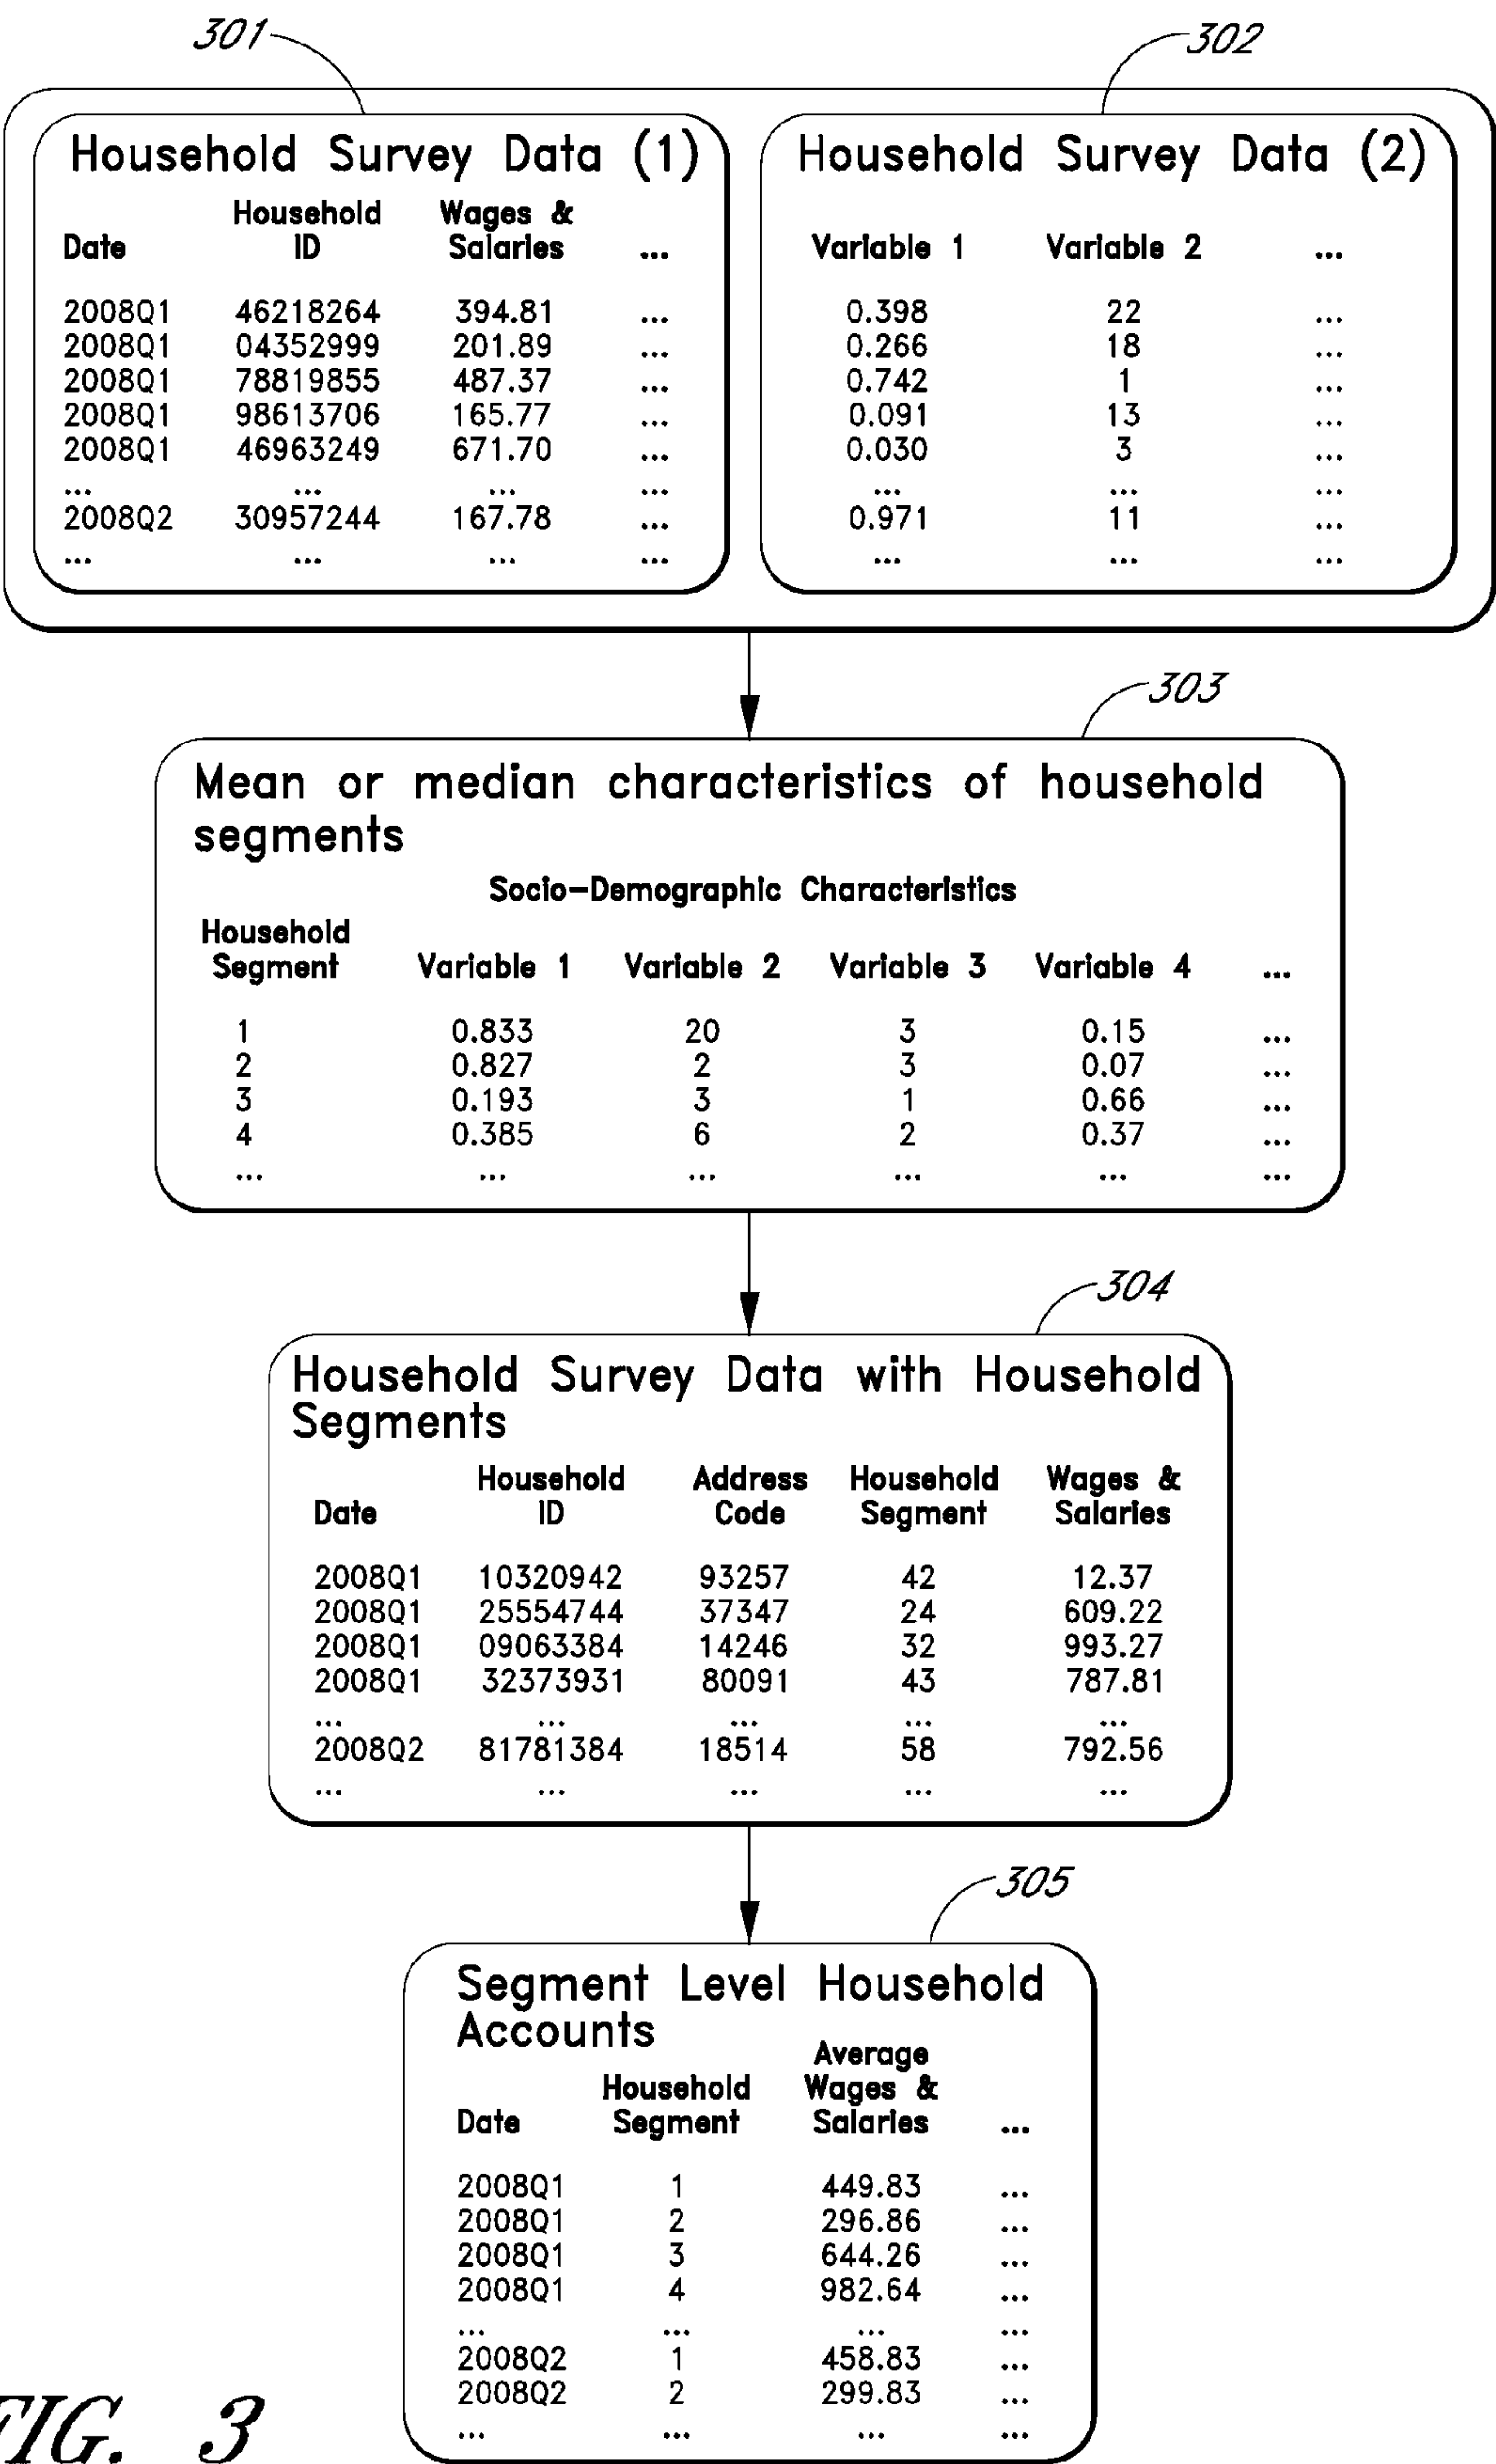 301
302
Household Survey Data (1)
Household ID
Wages & Salaries
Date
...
2008Q1 46218264 394.81 ...
2008Q1 04352999 201.89 ...
2008Q1 78819855 487.37 ...
2008Q1 98613706 165.77 ...
2008Q1 46963249 671.70 ...
... ... ... ...
2008Q2 30957244 167.78 ...
... ... ... ...
Household Survey Data (2)
Variable 1 Variable 2 ...
0.398 22 ...
0.266 18 ...
0.742 1 ...
0.091 13 ...
0.030 3 ...
... ... ...
0.971 11 ...
... ... ...
303
Mean or median characteristics of household
segments
Socio-Demographic Characteristics
Household
Segment Variable 1 Variable 2 Variable 3 Variable 4 ...
1 0.833 20 3 0.15 ...
2 0.827 2 3 0.07 ...
3 0.193 3 1 0.66 ...
4 0.385 6 2 0.37 ...
... ... ... ... ... ...
304
Household Survey Data with Household
Segments
Household Address Household Wages &
Date ID Code Segment Salaries
2008Q1 10320942 93257 42 12.37
2008Q1 25554744 37347 24 609.22
2008Q1 09063384 14246 32 993.27
2008Q1 32373931 80091 43 787.81
... ... ... ... ...
2008Q2 81781384 18514 58 792.56
... ... ... ... ...
305
Segment Level Household
Accounts
Average
Household Wages &
Date Segment Salaries ...
2008Q1 1 449.83 ...
2008Q1 2 296.86 ...
2008Q1 3 644.26 ...
2008Q1 4 982.64 ...
... ... ... ...
2008Q2 1 458.83 ...
2008Q2 2 299.83 ...
... ... ... ...
FIG. 3